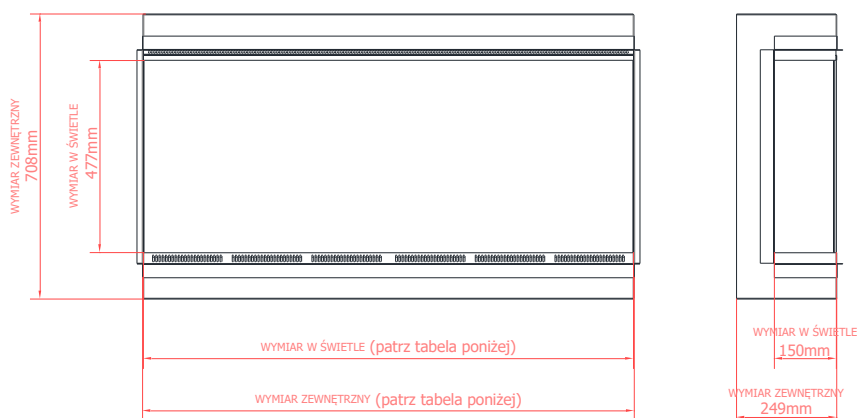 WYMIAR ZEWNĘTRZNY
708mm
WYMIAR W ŚWIETLE
477mm
WYMIAR W ŚWIETLE (patrz tabela poniżej)
WYMIAR ZEWNĘTRZNY (patrz tabela poniżej)
WYMIAR W ŚWIETLE
150mm
WYMIAR ZEWNĘTRZNY
249mm